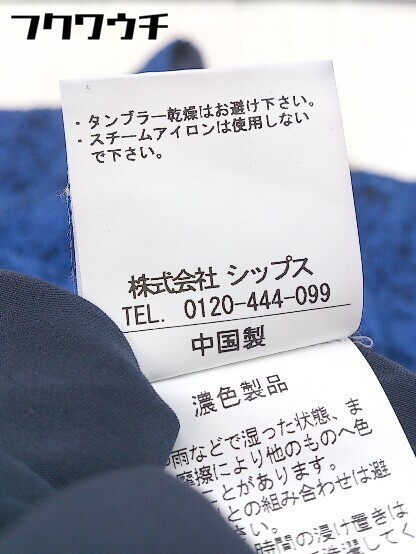 フクワウチ
・タンブラー乾燥はお避け下さい。
・スチームアイロンは使用しない
で下さい。
株式会社 シップス
TEL. 0120-444-099
中国製
濃色製品
雨などで湿った状態、ま
摩擦により他のものへ色
ことがあります。
との組み合わせは避
さい。
時間の浸け置きは